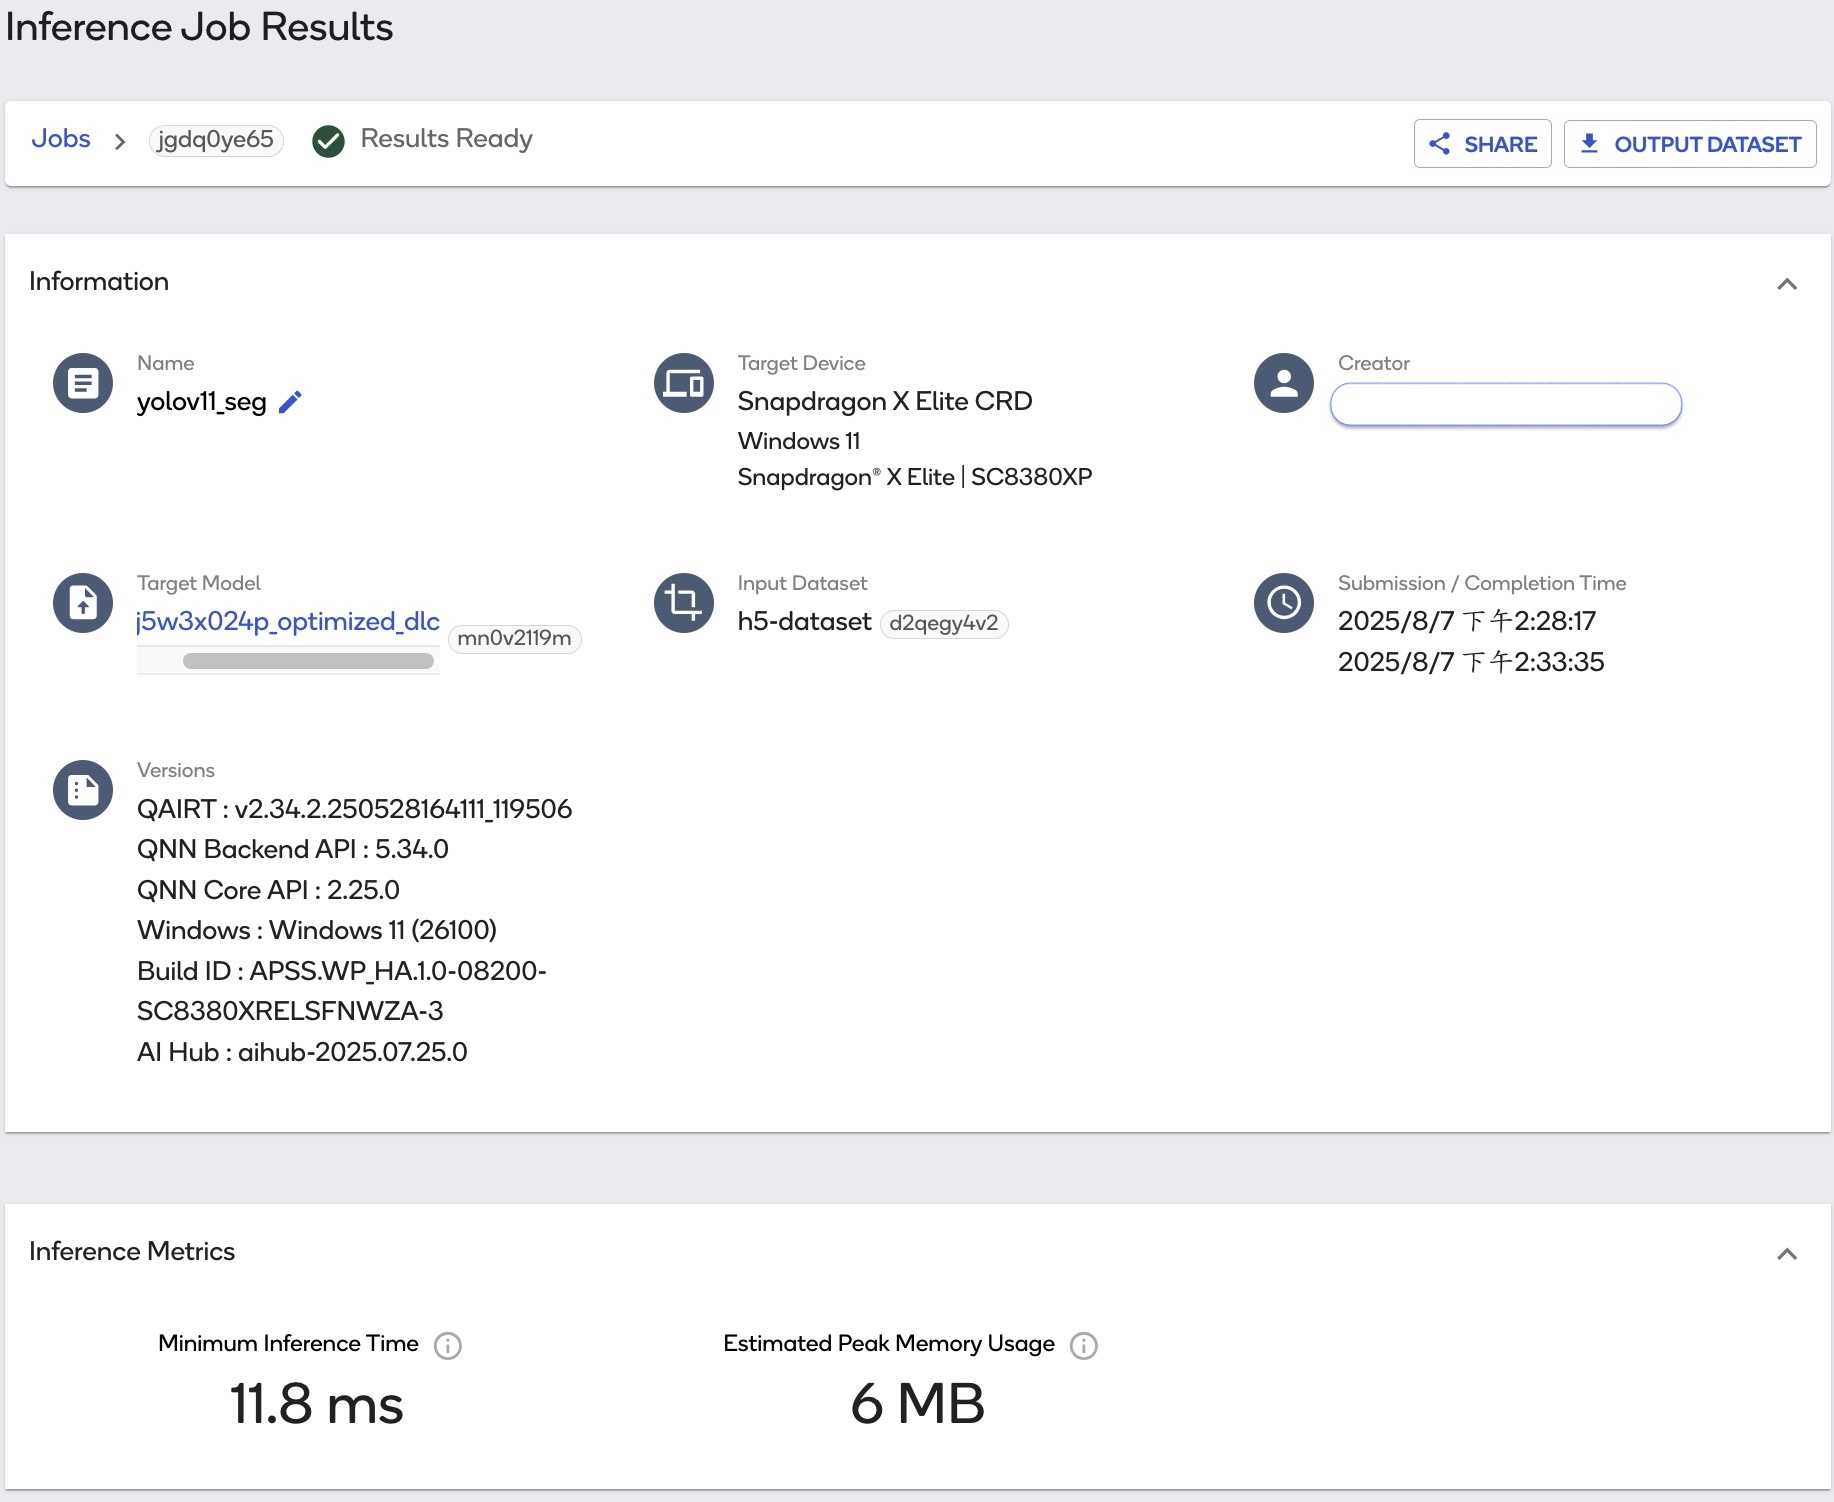 Inference Job Results
Jobs > jgdq0ye65 Results Ready
SHARE
OUTPUT DATASET
Information
Name
yolov11_seg
Target Device
Snapdragon X Elite CRD
Windows 11
Snapdragon® X Elite | SC8380XP
Creator
Target Model
j5w3x024p_optimized_dlc mn0v2119m
Input Dataset
h5-dataset d2qegy4v2
Submission / Completion Time
2025/8/7 下午2:28:17
2025/8/7 下午2:33:35
Versions
QAIRT : v2.34.2.250528164111_119506
QNN Backend API : 5.34.0
QNN Core API : 2.25.0
Windows : Windows 11 (26100)
Build ID : APSS.WP_HA.1.0-08200-
SC8380XRELSFNWZA-3
AI Hub : aihub-2025.07.25.0
Inference Metrics
Minimum Inference Time
11.8 ms
Estimated Peak Memory Usage
6 MB